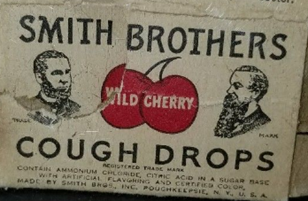 SMITH BROTHERS
WILD CHERRY
TRADE
MARK
COUGH DROPS
REGISTERED TRADE MARK
CONTAIN AMMONIUM CHLORIDE, CITRIC ACID IN A SUGAR BASE
WITH ARTIFICIAL FLAVORING AND CERTIFIED COLOR.
MADE BY SMITH BROS., INC. POUGHKEEPSIE, N. Y., U. S. A.